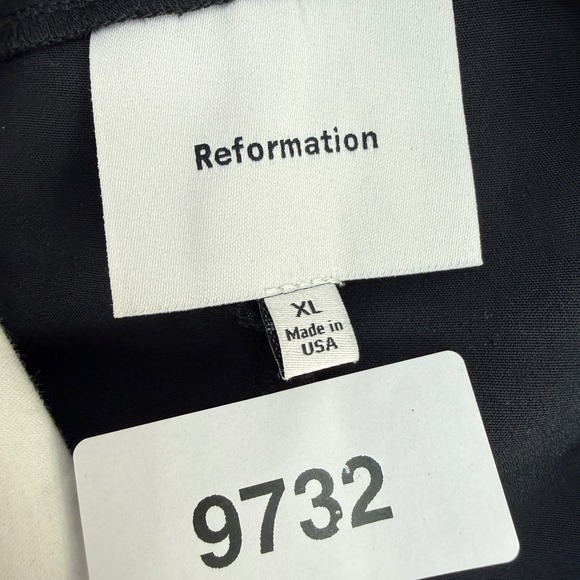 Reformation
XL
Made in
USA
9732